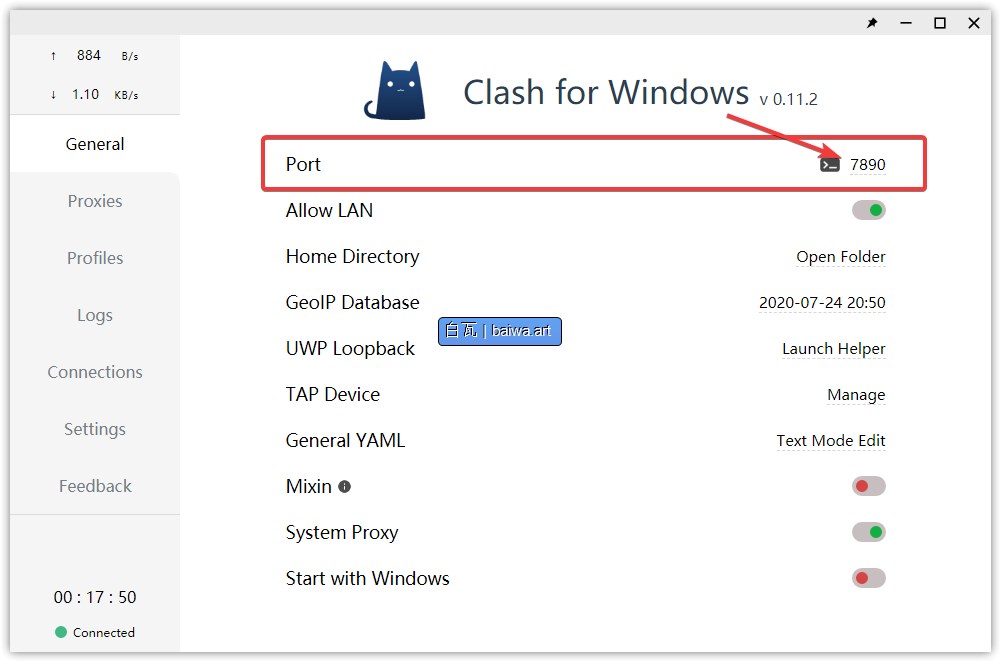 ↑ 884 B/s
↓ 1.10 KB/s
General
Proxies
Profiles
Logs
Connections
Settings
Feedback
00 : 17 : 50
Connected
Clash for Windows v 0.11.2
Port 7890
Allow LAN
Home Directory Open Folder
GeoIP Database 2020-07-24 20:50
白瓦 | baiwa.art
UWP Loopback Launch Helper
TAP Device Manage
General YAML Text Mode Edit
Mixin
System Proxy
Start with Windows